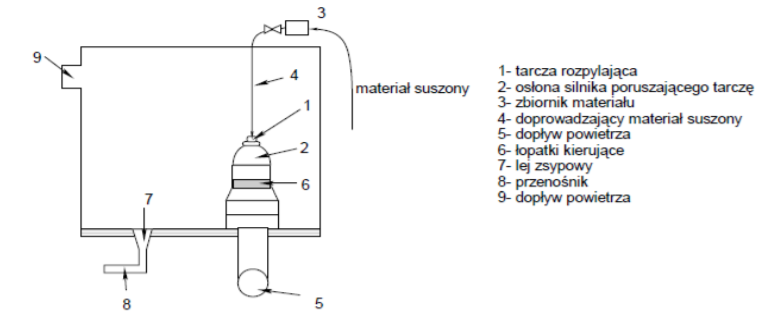 3
9
4
materiał suszony
1
2
6
7
8
5
1- tarcza rozpylająca
2- osłona silnika poruszającego tarczę
3- zbiornik materiału
4- doprowadzający materiał suszony
5- dopływ powietrza
6- łopatki kierujące
7- lej zsypowy
8- przenośnik
9- dopływ powietrza